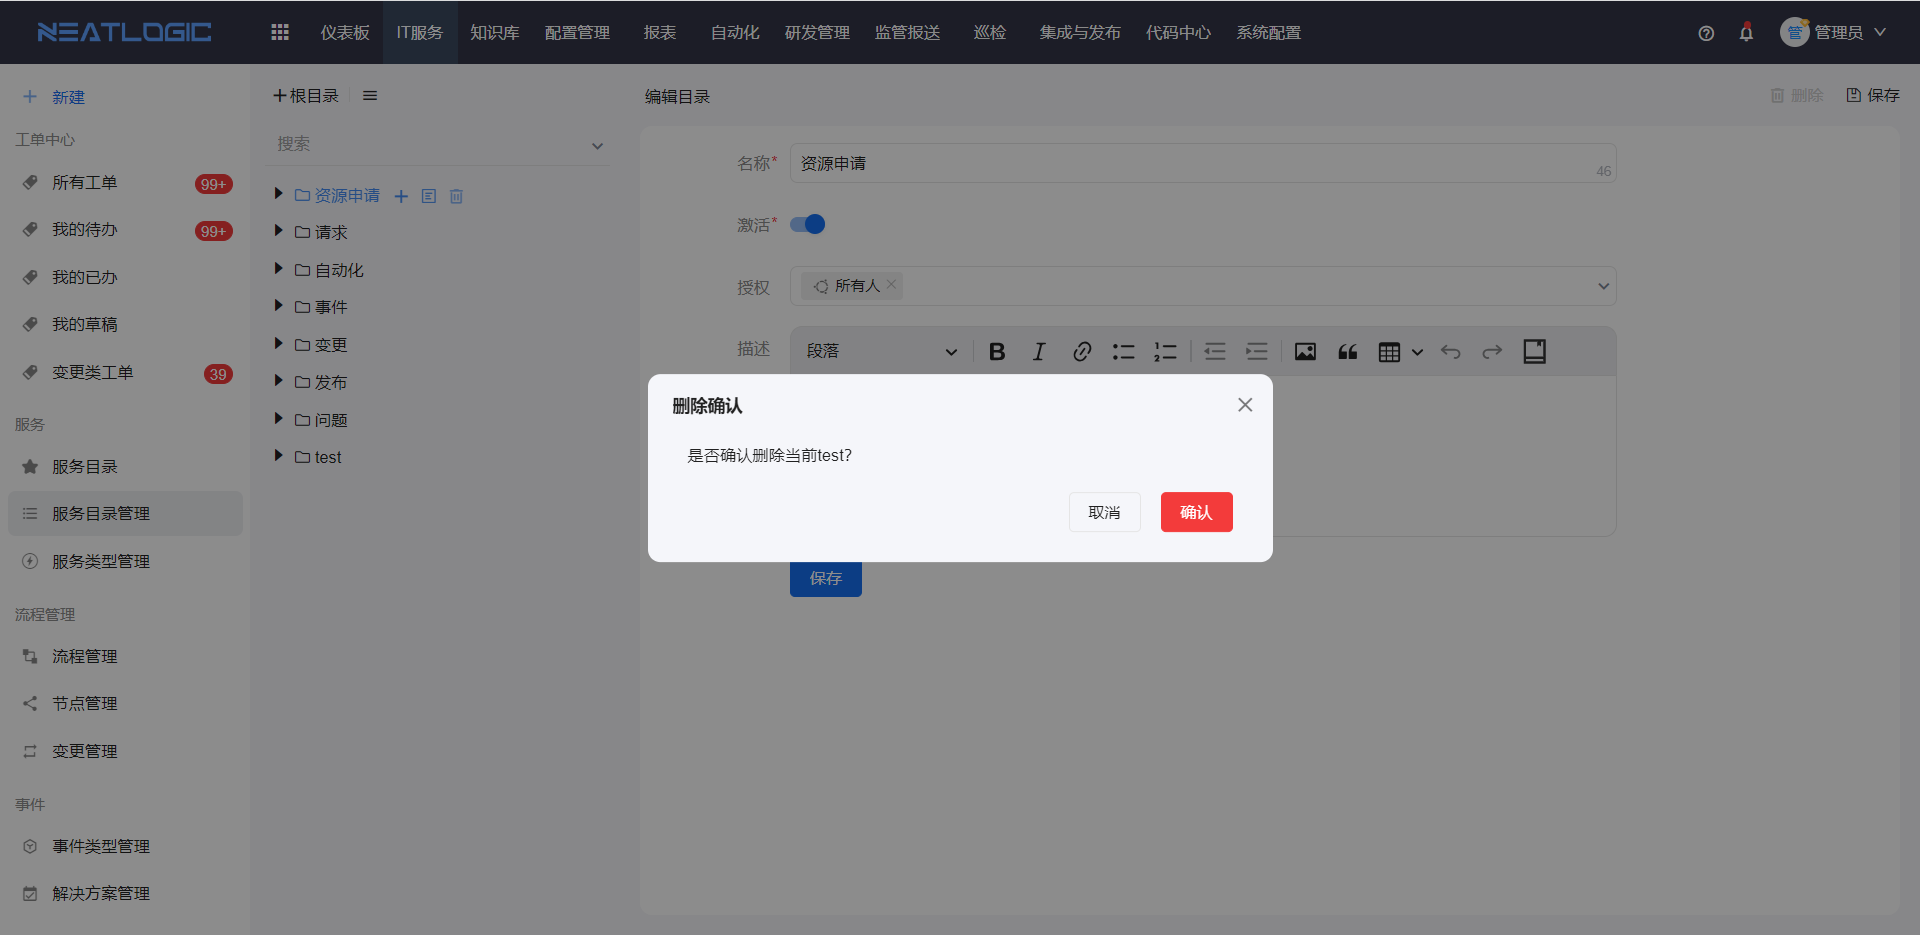 NEATLOGIC 仪表板 IT服务 知识库 配置管理 报表 自动化 研发管理 监管报送 巡检 集成与发布 代码中心 系统配置 管 管理员
新建
工单中心
所有工单 99+
我的待办 99+
我的已办
我的草稿
变更类工单 39
服务
服务目录
服务目录管理
服务类型管理
流程管理
流程管理
节点管理
变更管理
事件
事件类型管理
解决方案管理
根目录
搜索
资源申请
请求
自动化
事件
变更
发布
问题
test
编辑目录 删除 保存
名称* 资源申请 46
激活*
授权 所有人
描述 段落
删除确认
是否确认删除当前test?
取消 确认
保存